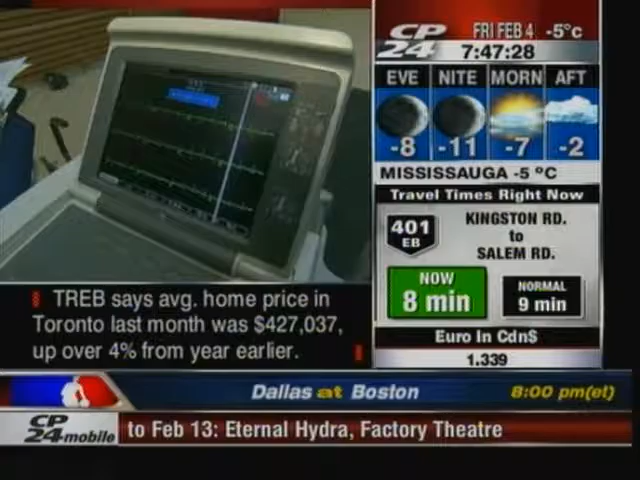 CP
24
FRI FEB 4 -5°c
7:47:28
EVE NITE MORN AFT
-8 -11 -7 -2
MISSISSAUGA -5 ºC
Travel Times Right Now
401
EB
KINGSTON RD.
to
SALEM RD.
NOW
8 min
NORMAL
9 min
Euro In Cdn$
1.339
TREB says avg. home price in
Toronto last month was $427,037,
up over 4% from year earlier.
Dallas at Boston 8:00 pm(et)
CP
24-mobile
to Feb 13: Eternal Hydra, Factory Theatre